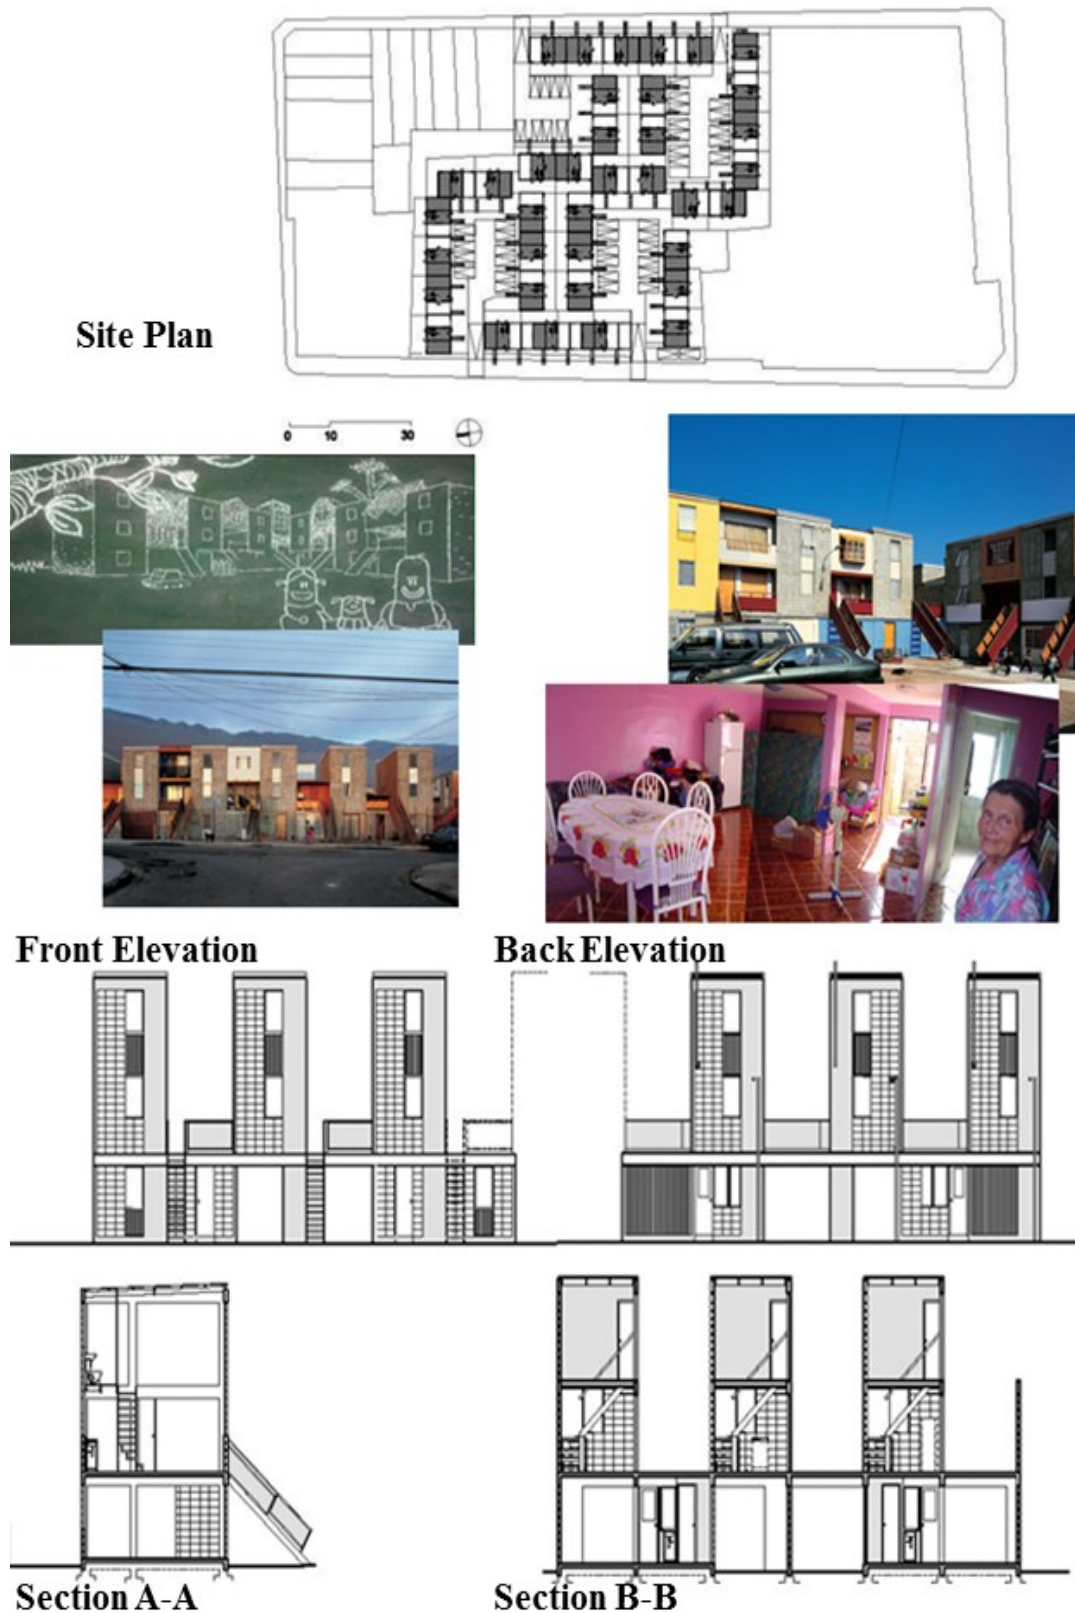 Site Plan
0 10 30
Front Elevation
Back Elevation
Section A-A
Section B-B